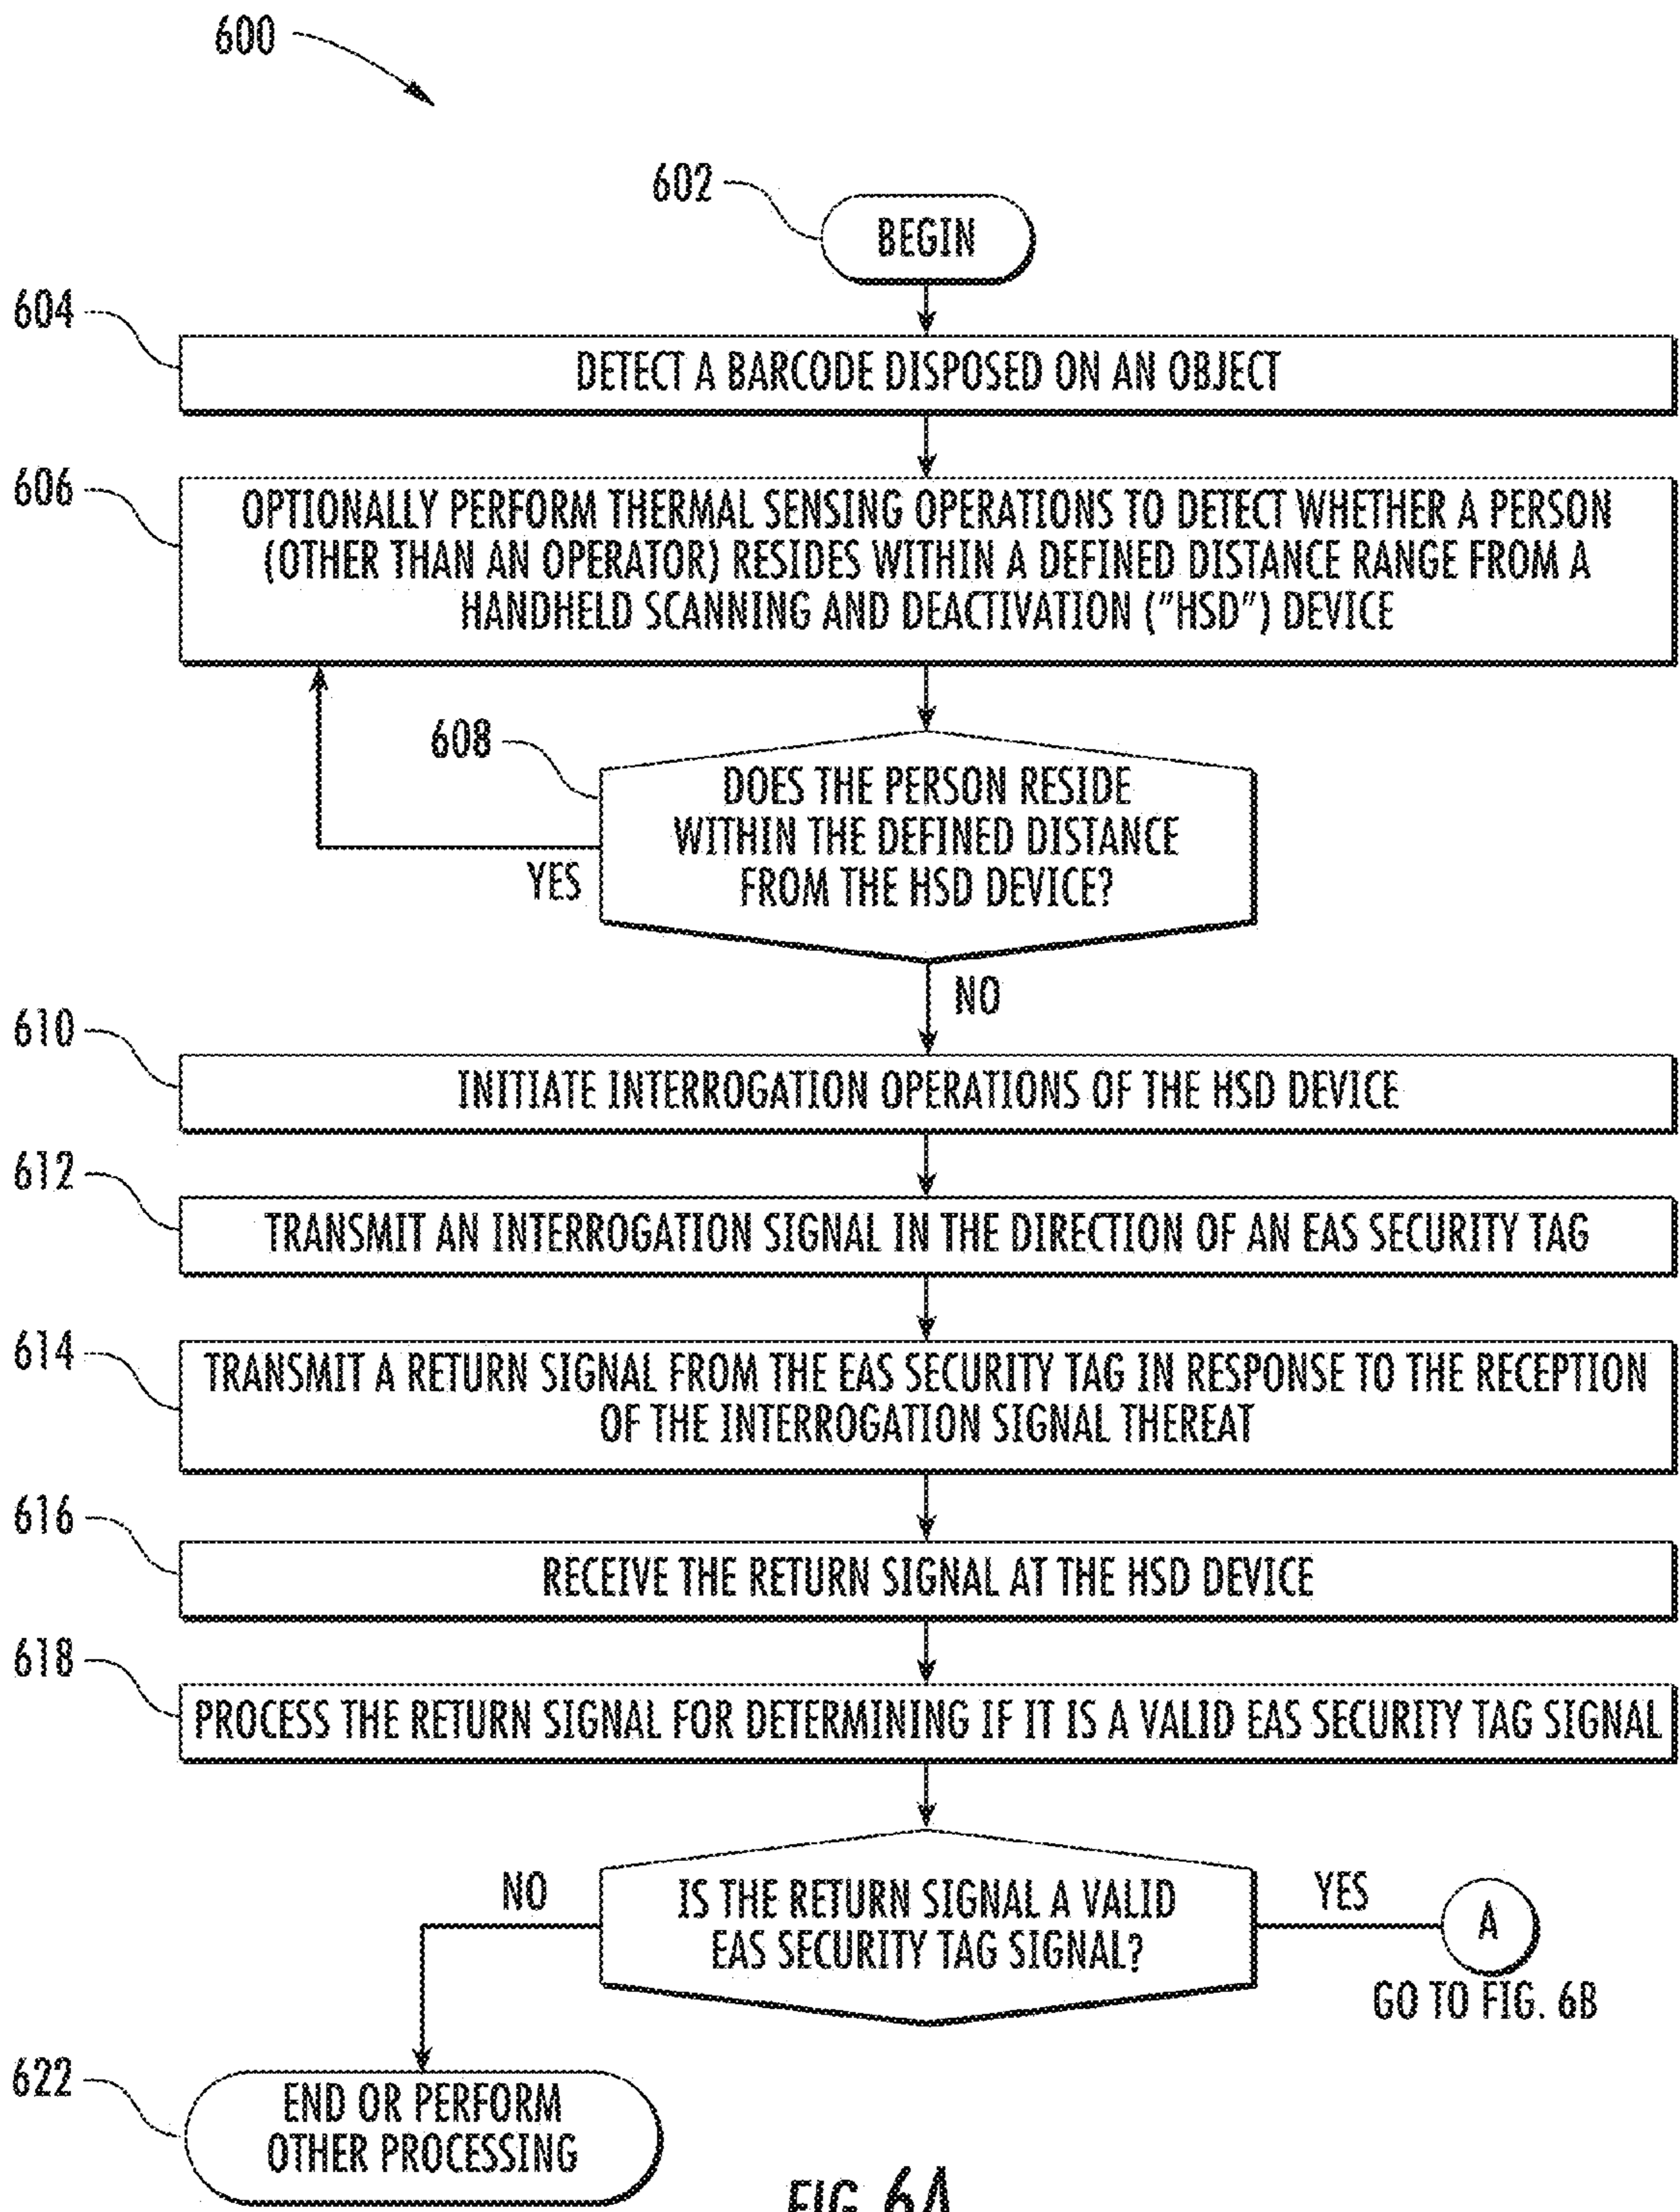 600
602
BEGIN
604
DETECT A BARCODE DISPOSED ON AN OBJECT
606
OPTIONALLY PERFORM THERMAL SENSING OPERATIONS TO DETECT WHETHER A PERSON
(OTHER THAN AN OPERATOR) RESIDES WITHIN A DEFINED DISTANCE RANGE FROM A
HANDHELD SCANNING AND DEACTIVATION ("HSD") DEVICE
608
DOES THE PERSON RESIDE
WITHIN THE DEFINED DISTANCE
FROM THE HSD DEVICE?
YES
NO
610
INITIATE INTERROGATION OPERATIONS OF THE HSD DEVICE
612
TRANSMIT AN INTERROGATION SIGNAL IN THE DIRECTION OF AN EAS SECURITY TAG
614
TRANSMIT A RETURN SIGNAL FROM THE EAS SECURITY TAG IN RESPONSE TO THE RECEPTION
OF THE INTERROGATION SIGNAL THEREAT
616
RECEIVE THE RETURN SIGNAL AT THE HSD DEVICE
618
PROCESS THE RETURN SIGNAL FOR DETERMINING IF IT IS A VALID EAS SECURITY TAG SIGNAL
NO
IS THE RETURN SIGNAL A VALID
EAS SECURITY TAG SIGNAL?
YES
A
GO TO FIG. 6B
622
END OR PERFORM
OTHER PROCESSING
FIG. 6A